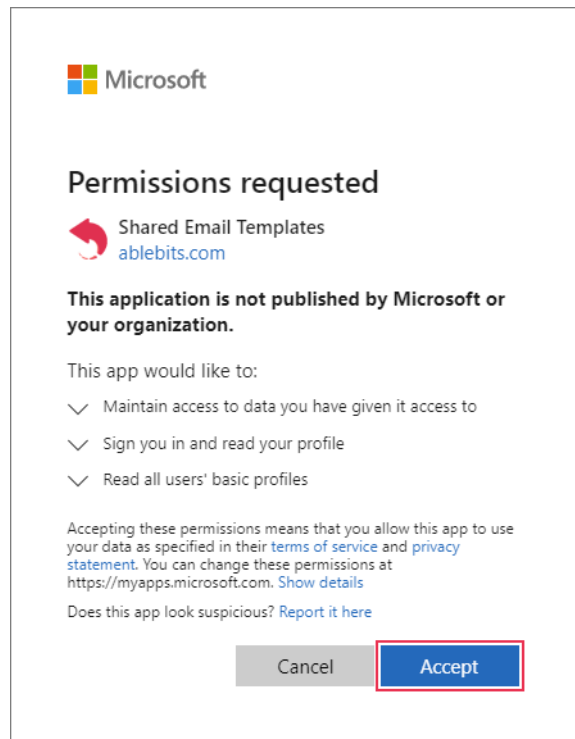 Microsoft
Permissions requested
Shared Email Templates
ablebits.com
This application is not published by Microsoft or
your organization.
This app would like to:
Maintain access to data you have given it access to
Sign you in and read your profile
Read all users' basic profiles
Accepting these permissions means that you allow this app to use
your data as specified in their terms of service and privacy
statement. You can change these permissions at
https://myapps.microsoft.com. Show details
Does this app look suspicious? Report it here
Cancel Accept